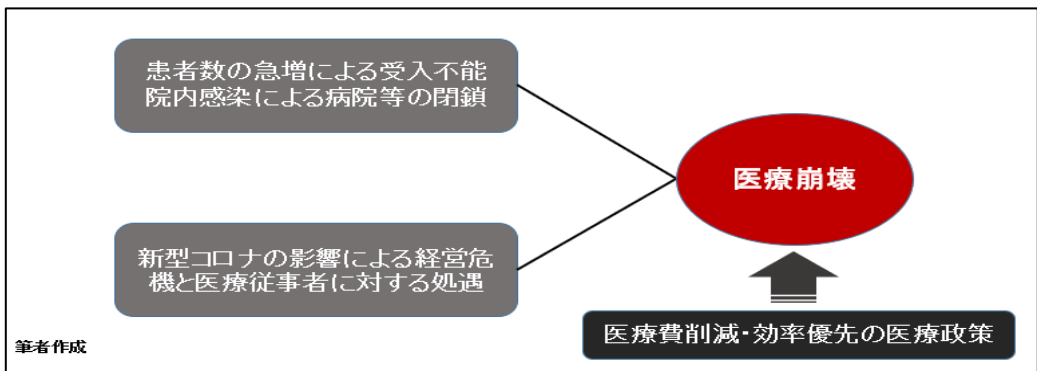 患者数の急増による受入不能
院内感染による病院等の閉鎖
医療崩壊
新型コロナの影響による経営危
機と医療従事者に対する処遇
医療費削減・効率優先の医療政策
筆者作成